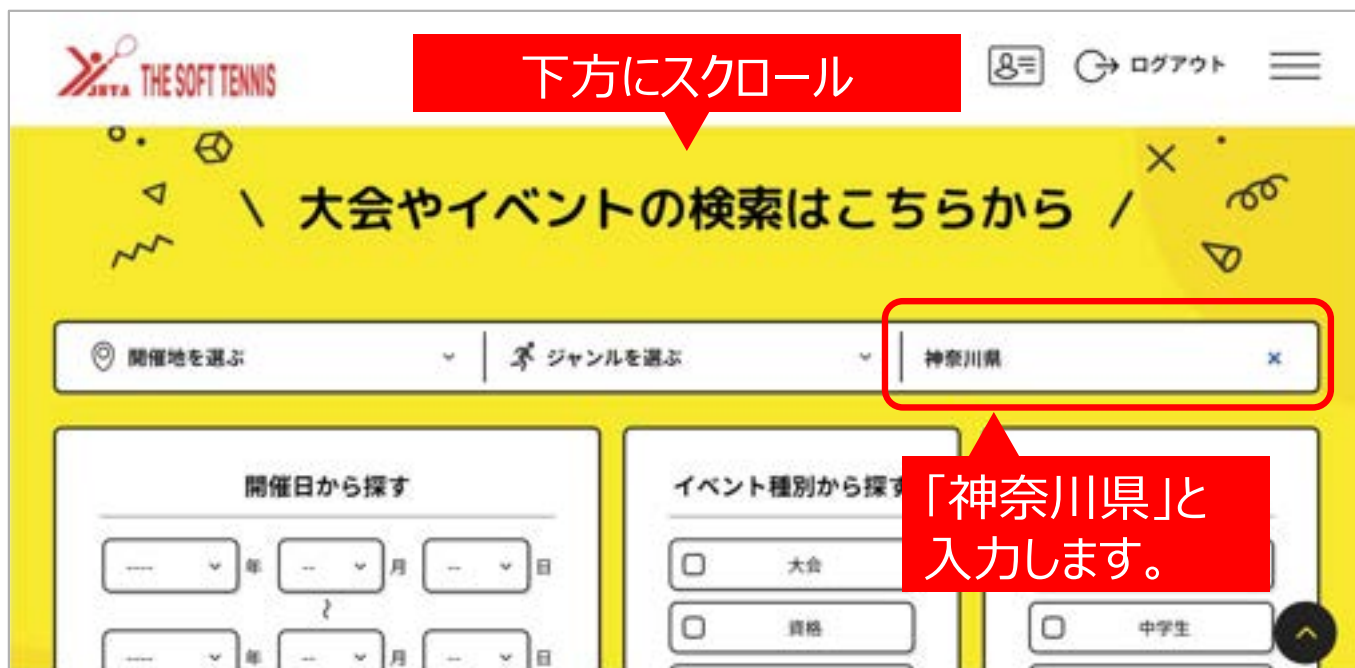 JSTA THE SOFT TENNIS
下方にスクロール
ログアウト
\ 大会やイベントの検索はこちらから /
開催地を選ぶ
ジャンルを選ぶ
神奈川県
開催日から探す
イベント種別から探す
「神奈川県」と
入力します。
---- 年 -- 月 -- 日
大会
~
資格
中学生
---- 年 -- 月 -- 日